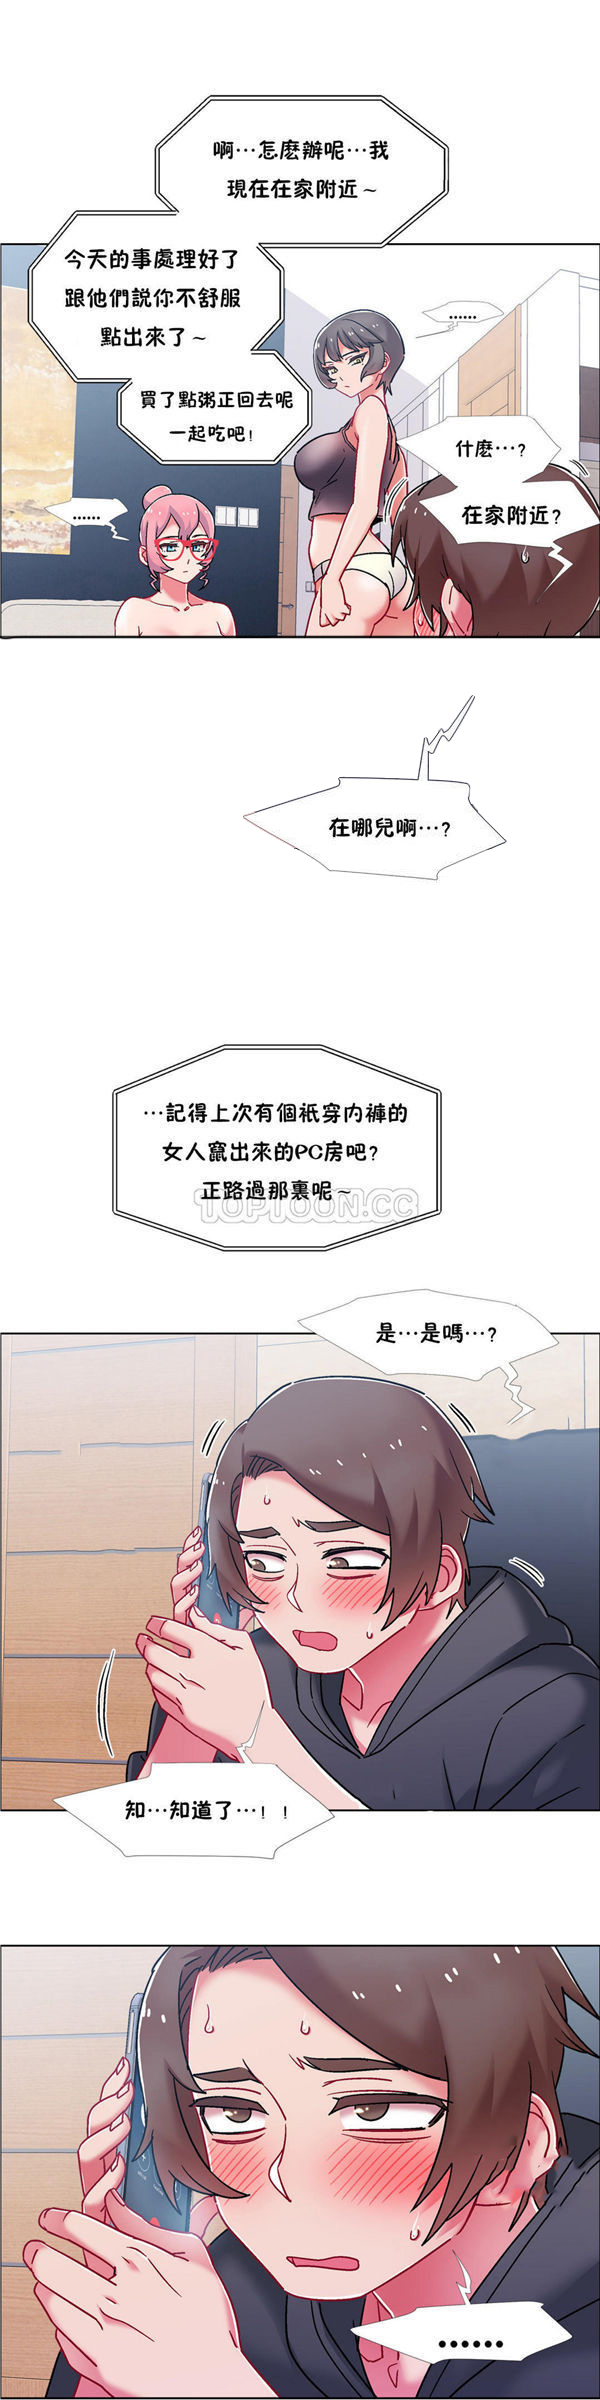 啊…怎麽辦呢…我
現在在家附近～
今天的事處理好了
跟他們説你不舒服
點出來了～
買了點粥正回去呢
一起吃吧！
……
……
什麽…？
在家附近？
在哪兒啊…？
…記得上次有個祇穿内褲的
女人竄出來的PC房吧？
正路過那裏呢～
TOPTOON.CC
是…是嗎…？
知…知道了…！！
……